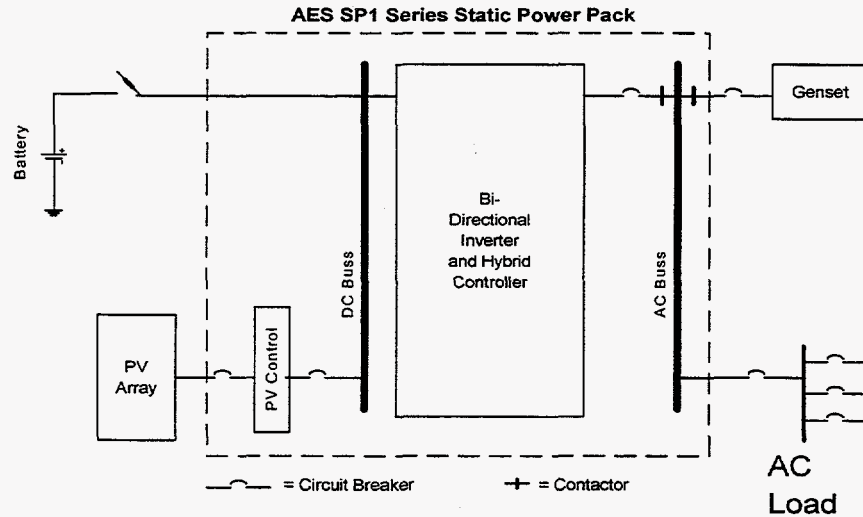 AES SP1 Series Static Power Pack
Genset
Battery
+
Bi-
Directional
Inverter
and Hybrid
Controller
DC Buss
AC Buss
PV
Array
PV Control
= Circuit Breaker
= Contactor
AC
Load